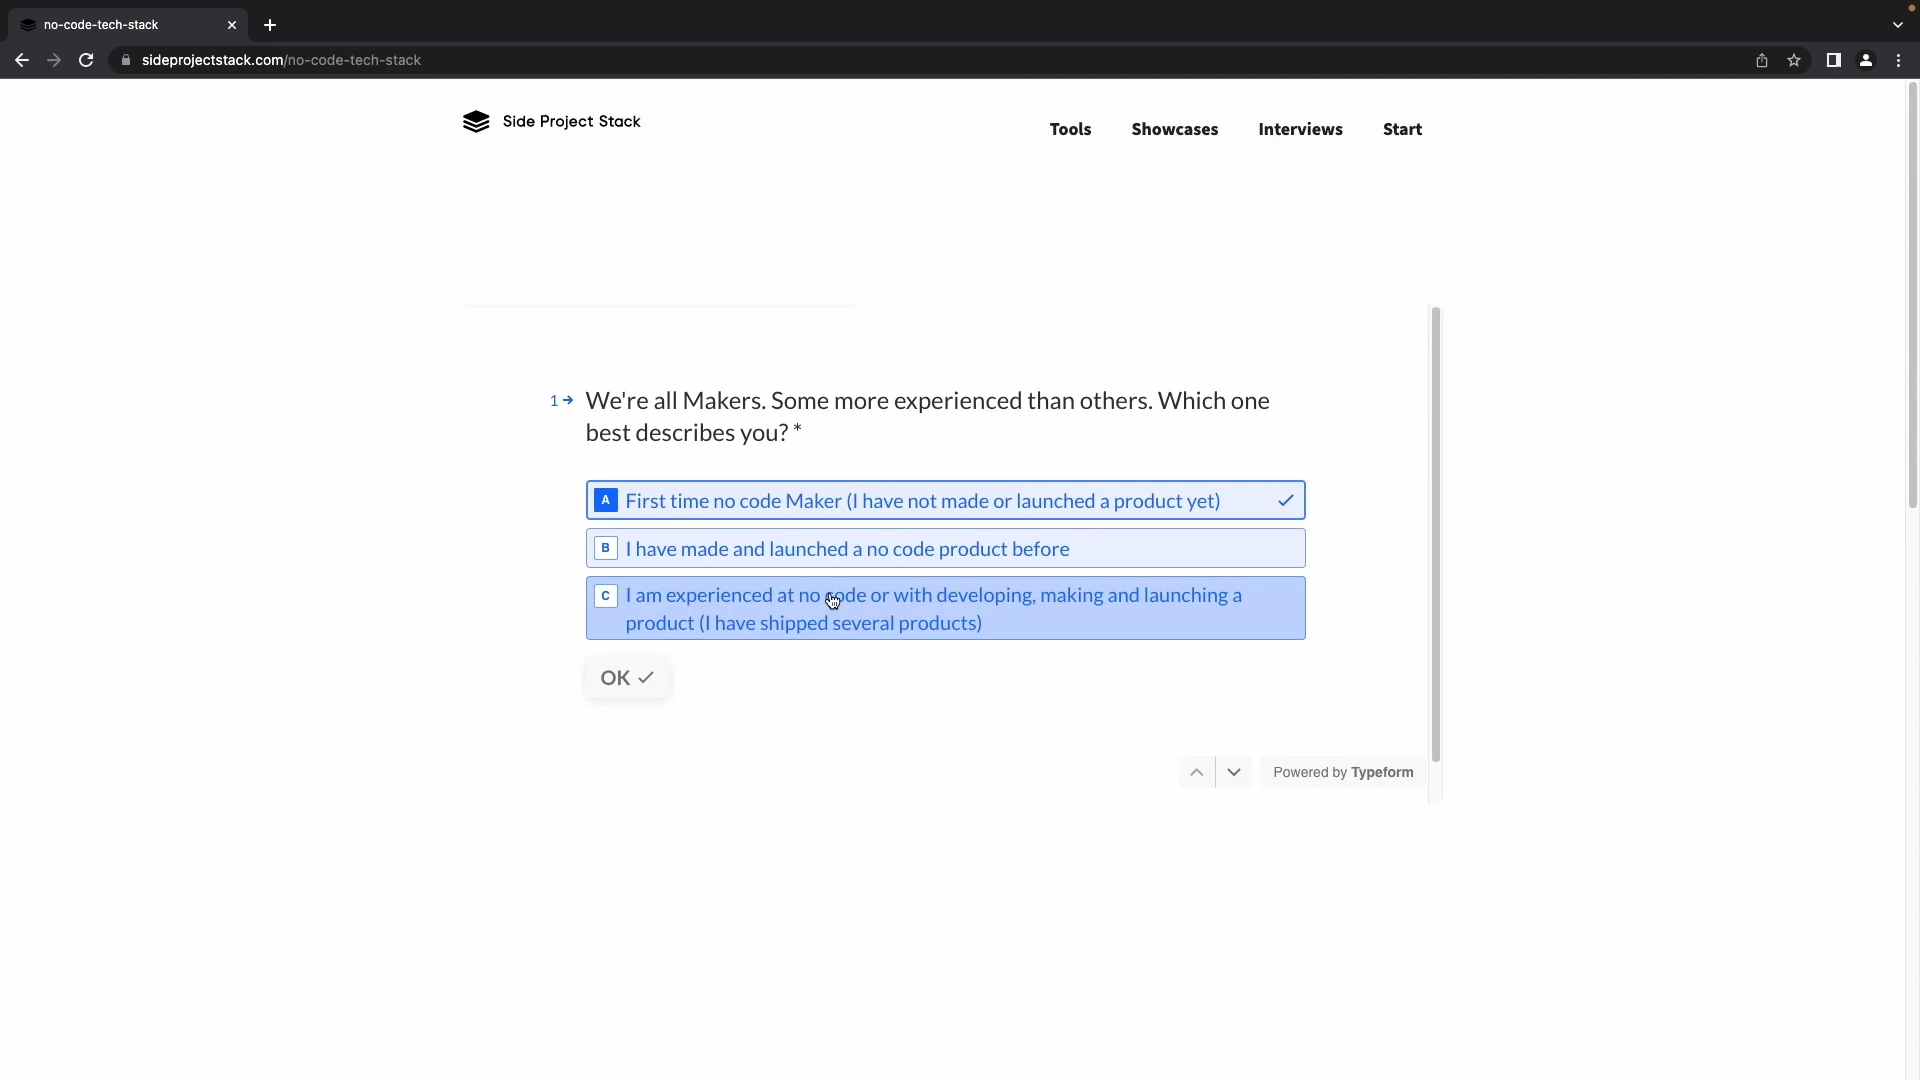 no-code-tech-stack
sideprojectstack.com/no-code-tech-stack
Side Project Stack
Tools Showcases Interviews Start
1 We're all Makers. Some more experienced than others. Which one
best describes you? *
A First time no code Maker (I have not made or launched a product yet)
B I have made and launched a no code product before
C I am experienced at no code or with developing, making and launching a
product (I have shipped several products)
OK
Powered by Typeform